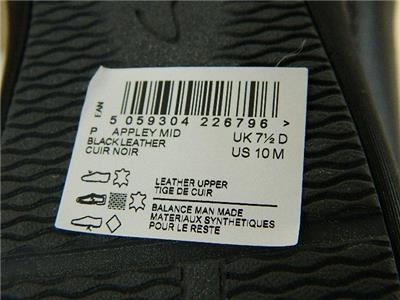 EAN
5 059304 226796 >
P APPLEY MID UK 7½ D
BLACK LEATHER US 10 M
CUIR NOIR
LEATHER UPPER
TIGE DE CUIR
BALANCE MAN MADE
MATERIAUX SYNTHETIQUES
POUR LE RESTE